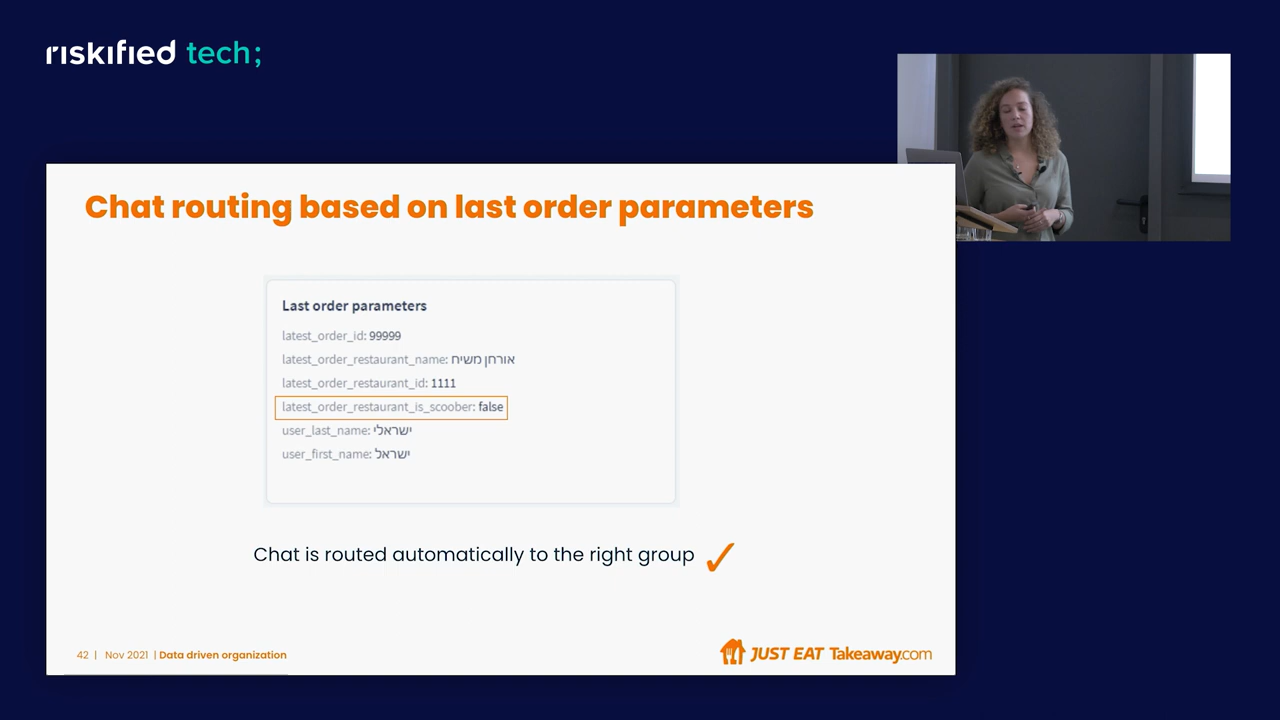 riskified tech;
Chat routing based on last order parameters
Last order parameters
latest_order_id: 99999
latest_order_restaurant_name: אורחן משיח
latest_order_restaurant_id: 1111
latest_order_restaurant_is_scoober: false
user_last_name: ישראלי
user_first_name: ישראל
Chat is routed automatically to the right group ✓
42 | Nov 2021 | Data driven organization
JUST EAT Takeaway.com